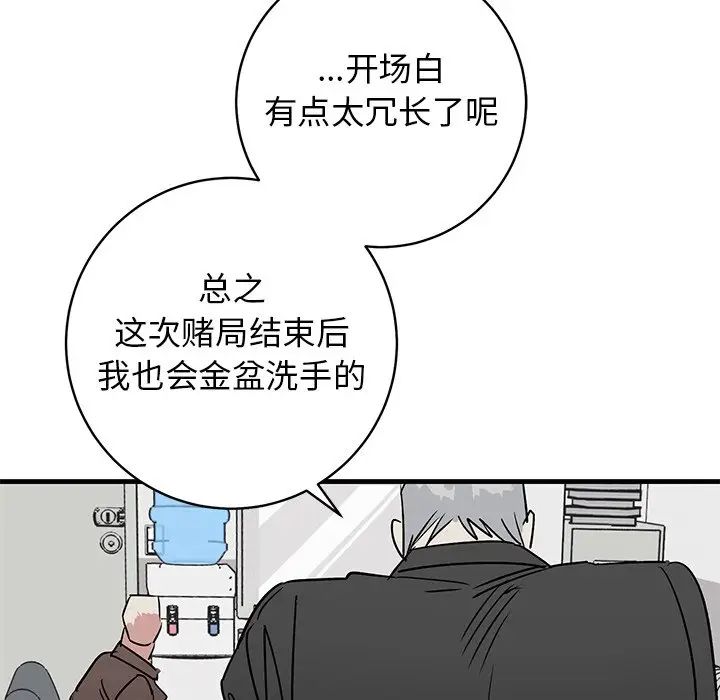 ...开场白
有点太冗长了呢
总之
这次赌局结束后
我也会金盆洗手的